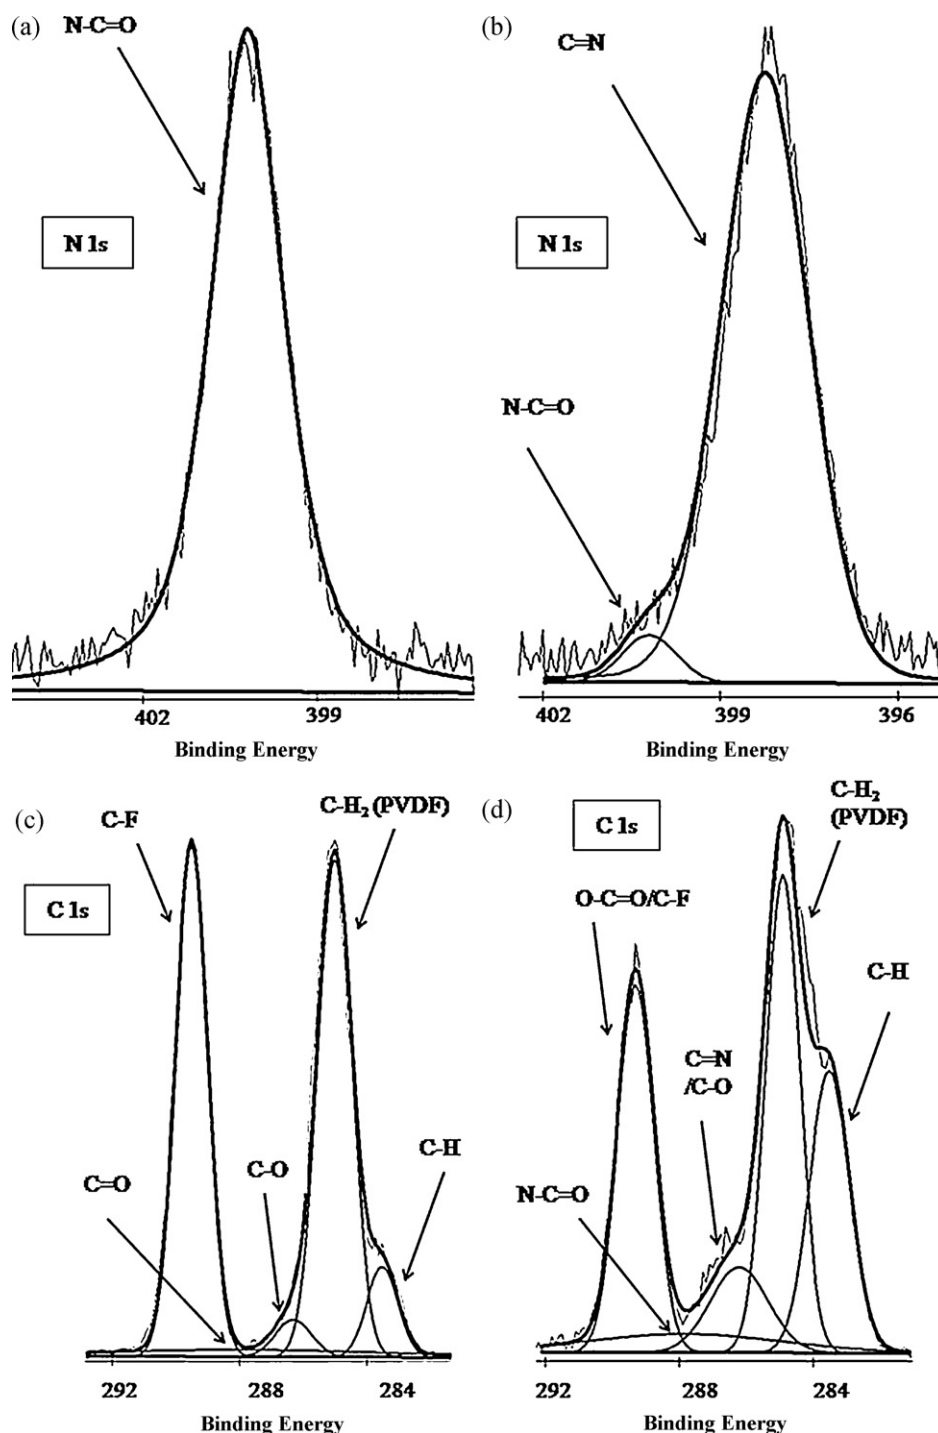 (a)
N-C=O
N 1s
402
399
Binding Energy
(b)
C=N
N 1s
N-C=O
402
399
396
Binding Energy
(c)
C-F
C-H₂ (PVDF)
C 1s
C=O
C-O
C-H
292
288
284
Binding Energy
(d)
C 1s
C-H₂
(PVDF)
O-C=O/C-F
C-H
C=N
/C-O
N-C=O
292
288
284
Binding Energy